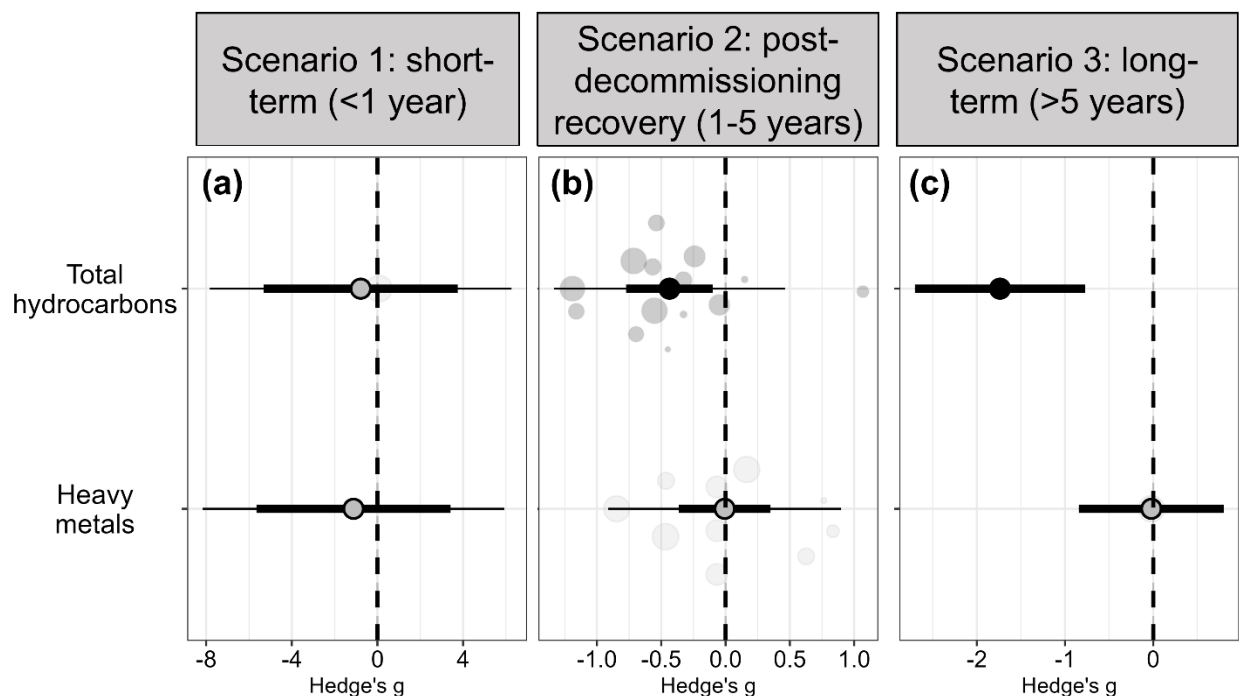 Scenario 1: short-
term (<1 year)
Scenario 2: post-
decommissioning
recovery (1-5 years)
Scenario 3: long-
term (>5 years)
(a)
(b)
(c)
Total
hydrocarbons
Heavy
metals
-8 -4 0 4
-1.0 -0.5 0.0 0.5 1.0
-2 -1 0
Hedge's g
Hedge's g
Hedge's g